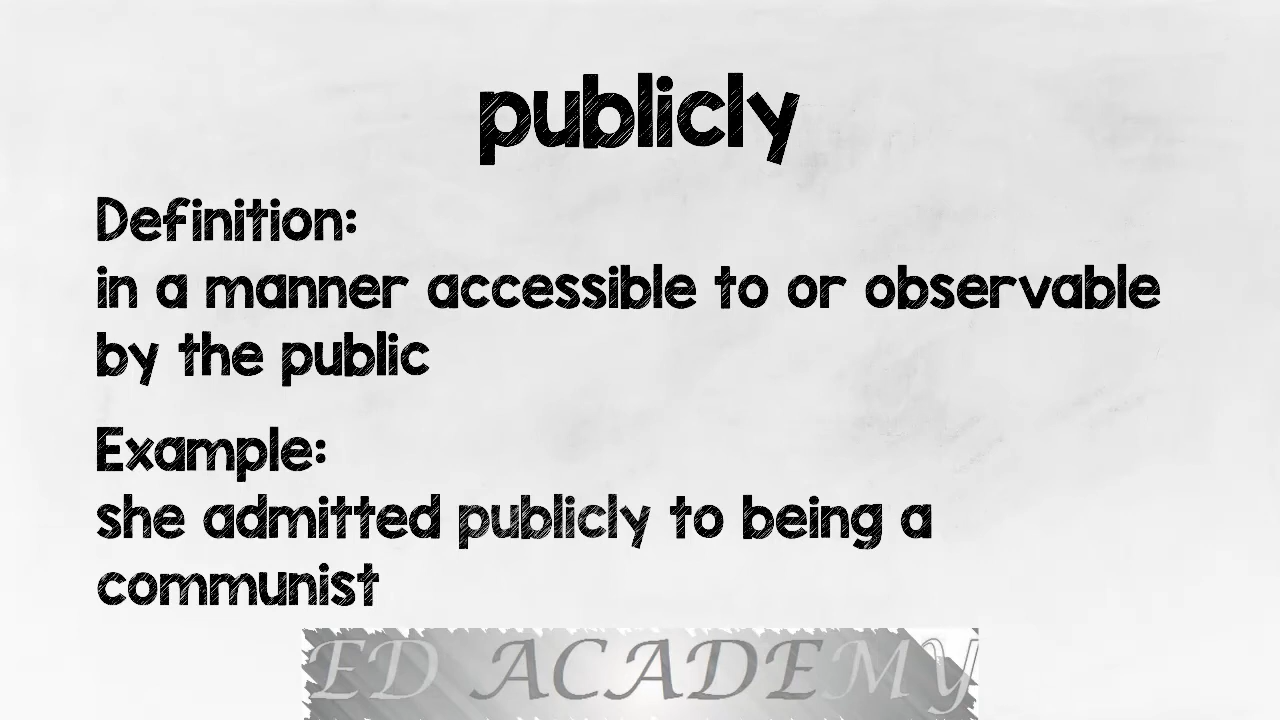 publicly
Definition:
in a manner accessible to or observable
by the public
Example:
she admitted publicly to being a
communist
ED ACADEMY